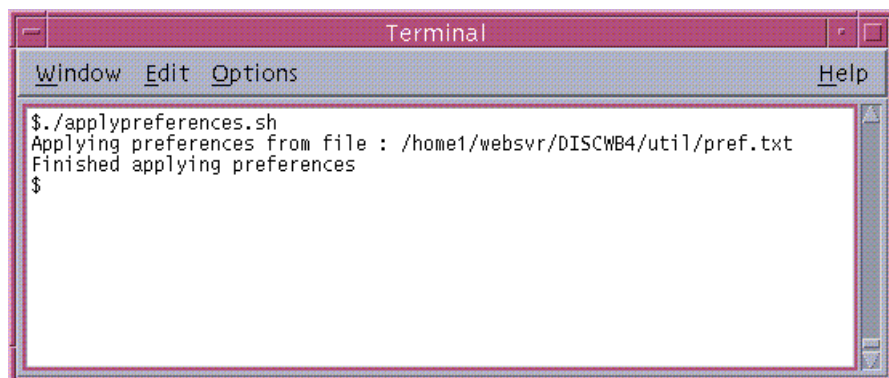 Terminal
Window Edit Options Help
$./applypreferences.sh
Applying preferences from file : /home1/websvr/DISCWB4/util/pref.txt
Finished applying preferences
$